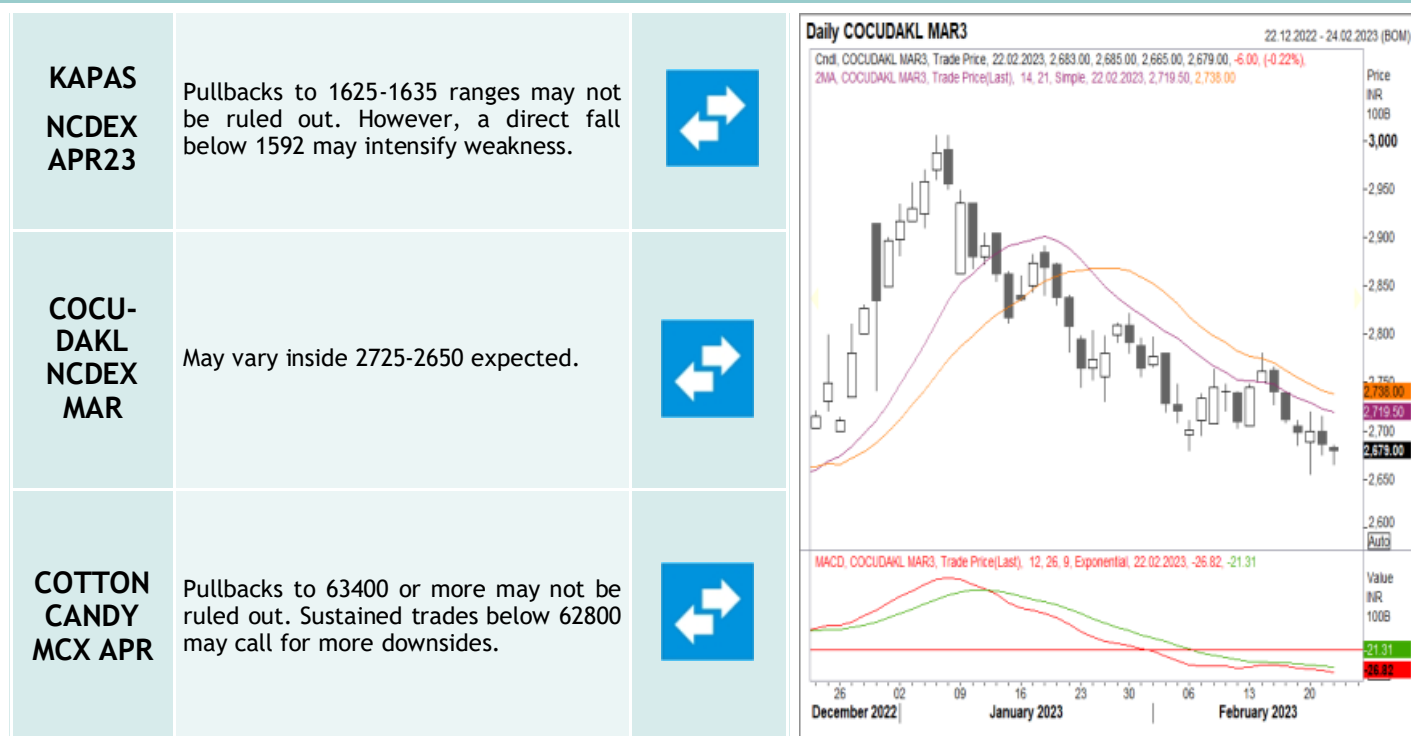 KAPAS
NCDEX
APR23
Pullbacks to 1625-1635 ranges may not
be ruled out. However, a direct fall
below 1592 may intensify weakness.
COCU-
DAKL
NCDEX
MAR
May vary inside 2725-2650 expected.
COTTON
CANDY
MCX APR
Pullbacks to 63400 or more may not be
ruled out. Sustained trades below 62800
may call for more downsides.
Daily COCUDAKL MAR3
22.12.2022 - 24.02.2023 (BOM)
Cndl, COCUDAKL MAR3, Trade Price, 22.02.2023, 2,683.00, 2,685.00, 2,665.00, 2,679.00, -6.00, (-0.22%),
2MA, COCUDAKL MAR3, Trade Price(Last), 14, 21, Simple, 22.02.2023, 2,719.50, 2,738.00
Price
INR
100B
3,000
2,950
2,900
2,850
2,800
2,750
2,738.00
2,719.50
2,700
2,679.00
2,650
2,600
Auto
MACD, COCUDAKL MAR3, Trade Price(Last), 12, 26, 9, Exponential, 22.02.2023, -26.82, -21.31
Value
INR
100B
-21.31
-26.82
26 02 09 16 23 30 06 13 20
December 2022 January 2023 February 2023